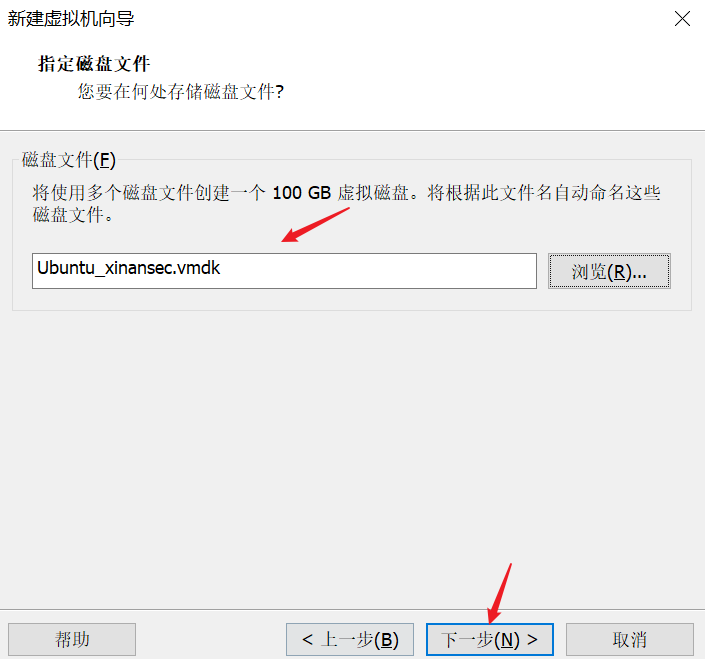 新建虚拟机向导
指定磁盘文件
您要在何处存储磁盘文件?
磁盘文件(F)
将使用多个磁盘文件创建一个 100 GB 虚拟磁盘。将根据此文件名自动命名这些
磁盘文件。
Ubuntu_xinansec.vmdk
浏览(R)...
帮助
< 上一步(B)
下一步(N) >
取消